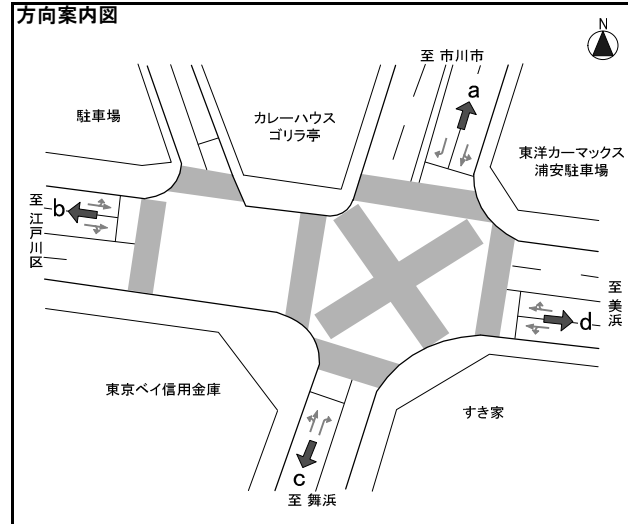 方向案内図
N
至 市川市
a
駐車場
カレーハウス
ゴリラ亭
東洋カーマックス
浦安駐車場
至 江戸川区
b
至 美浜
d
東京ベイ信用金庫
すき家
c
至 舞浜